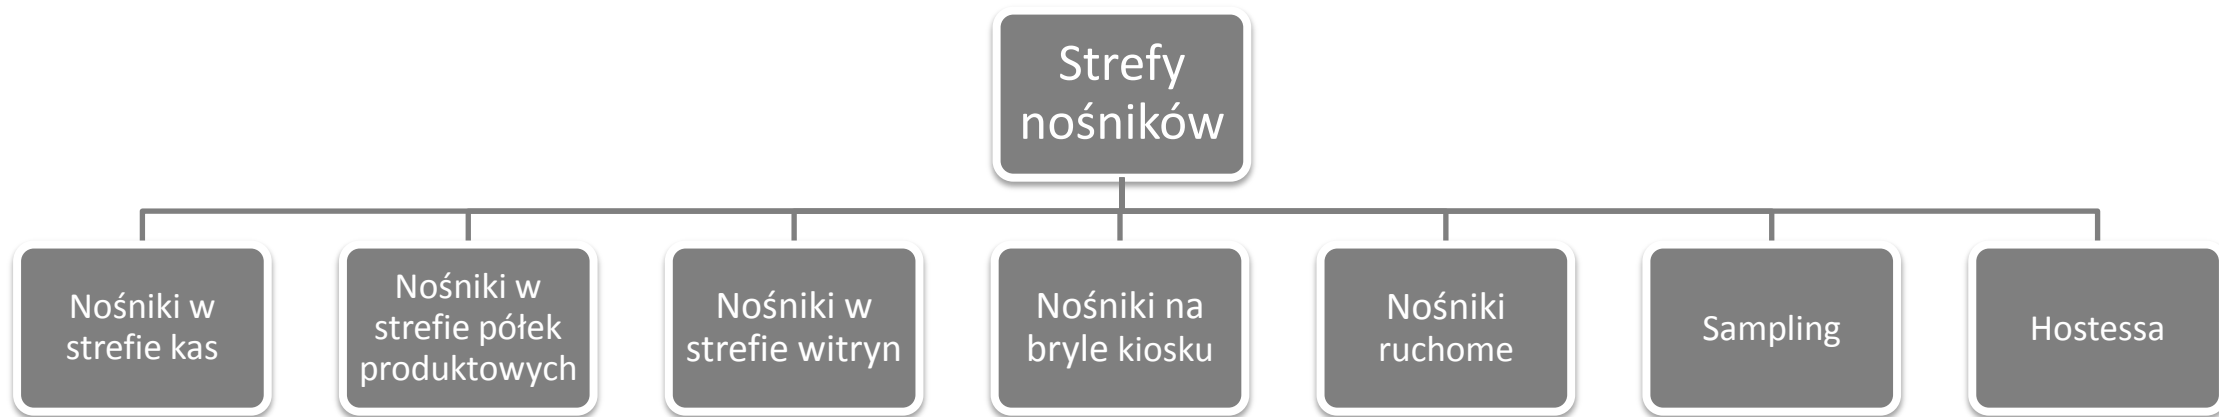 Strefy
nośników
Nośniki w
strefie kas
Nośniki w
strefie półek
produktowych
Nośniki w
strefie witryn
Nośniki na
bryle kiosku
Nośniki
ruchome
Sampling
Hostessa